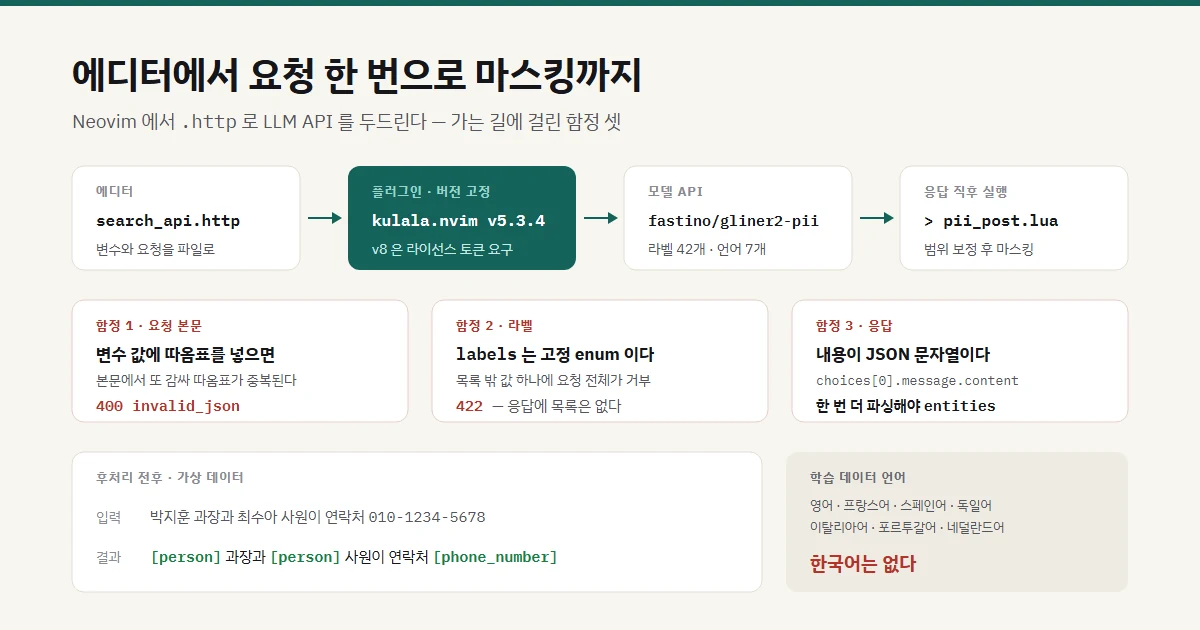 에디터에서 요청 한 번으로 마스킹까지
Neovim 에서 .http 로 LLM API 를 두드린다 — 가는 길에 걸린 함정 셋
에디터
search_api.http
변수와 요청을 파일로
플러그인 · 버전 고정
kulala.nvim v5.3.4
v8 은 라이선스 토큰 요구
모델 API
fastino/gliner2-pii
라벨 42개 · 언어 7개
응답 직후 실행
> pii_post.lua
범위 보정 후 마스킹
함정 1 · 요청 본문
변수 값에 따옴표를 넣으면
본문에서 또 감싸 따옴표가 중복된다
400 invalid_json
함정 2 · 라벨
labels 는 고정 enum 이다
목록 밖 값 하나에 요청 전체가 거부
422 — 응답에 목록은 없다
함정 3 · 응답
내용이 JSON 문자열이다
choices[0].message.content
한 번 더 파싱해야 entities
후처리 전후 · 가상 데이터
입력 박지훈 과장과 최수아 사원이 연락처 010-1234-5678
결과 [person] 과장과 [person] 사원이 연락처 [phone_number]
학습 데이터 언어
영어 · 프랑스어 · 스페인어 · 독일어
이탈리아어 · 포르투갈어 · 네덜란드어
한국어는 없다